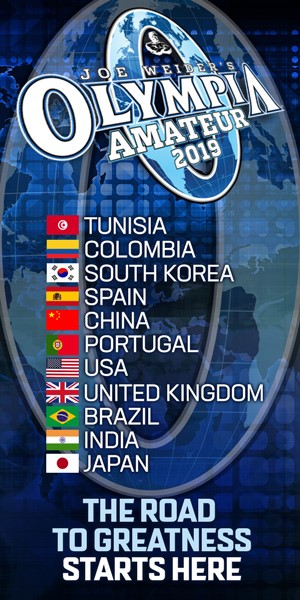 JOE WEIDER'S
OLYMPIA
AMATEUR
2019
TUNISIA
COLOMBIA
SOUTH KOREA
SPAIN
CHINA
PORTUGAL
USA
UNITED KINGDOM
BRAZIL
INDIA
JAPAN
THE ROAD
TO GREATNESS
STARTS HERE